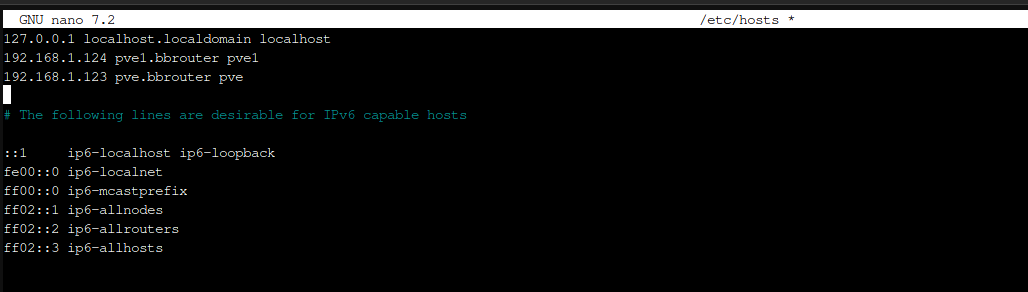 GNU nano 7.2 /etc/hosts *
127.0.0.1 localhost.localdomain localhost
192.168.1.124 pve1.bbrouter pve1
192.168.1.123 pve.bbrouter pve
# The following lines are desirable for IPv6 capable hosts
::1     ip6-localhost ip6-loopback
fe00::0 ip6-localnet
ff00::0 ip6-mcastprefix
ff02::1 ip6-allnodes
ff02::2 ip6-allrouters
ff02::3 ip6-allhosts